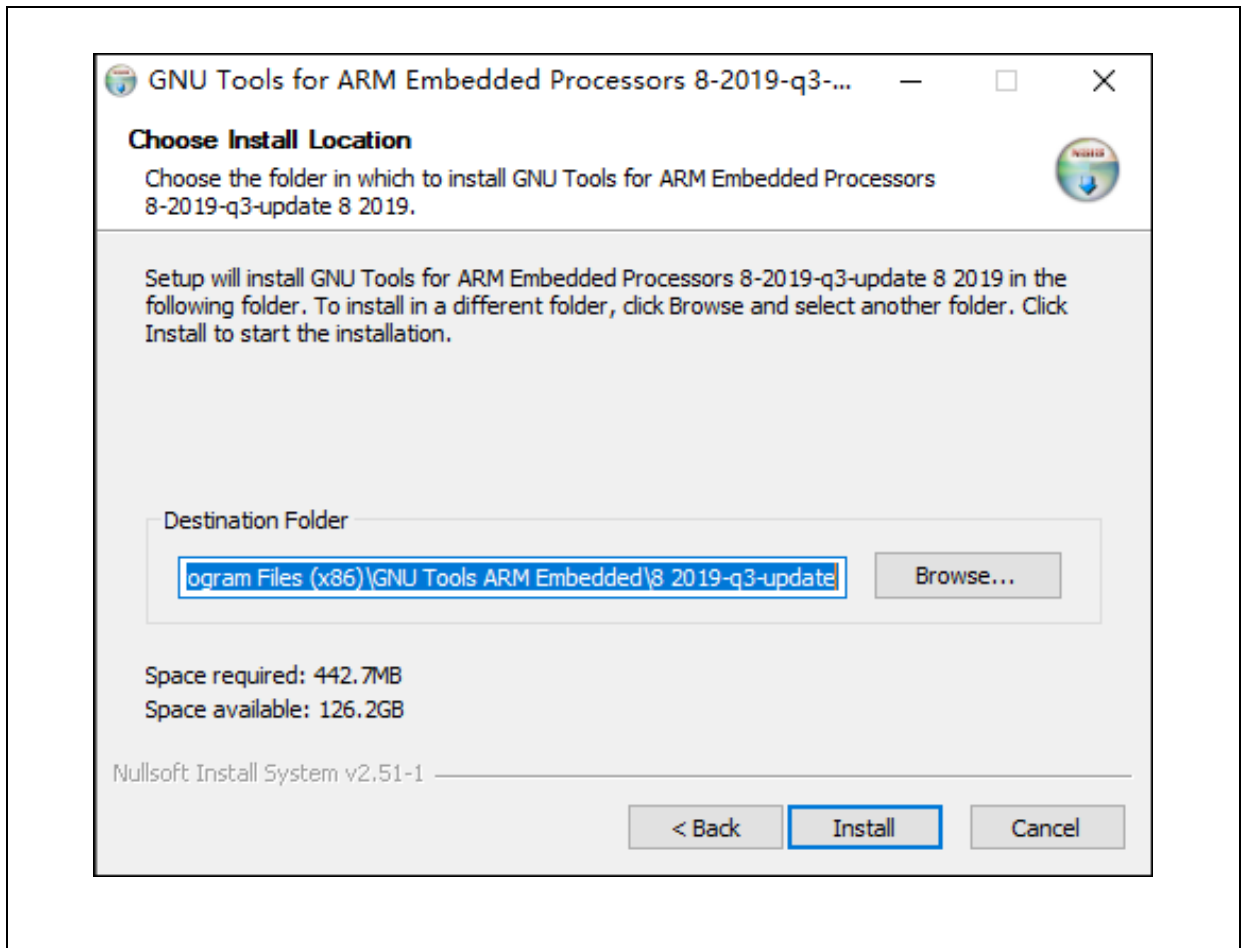 GNU Tools for ARM Embedded Processors 8-2019-q3-...
Choose Install Location
Choose the folder in which to install GNU Tools for ARM Embedded Processors
8-2019-q3-update 8 2019.
Setup will install GNU Tools for ARM Embedded Processors 8-2019-q3-update 8 2019 in the
following folder. To install in a different folder, click Browse and select another folder. Click
Install to start the installation.
Destination Folder
ogram Files (x86)\GNU Tools ARM Embedded\8 2019-q3-update
Browse...
Space required: 442.7MB
Space available: 126.2GB
Nullsoft Install System v2.51-1
< Back
Install
Cancel